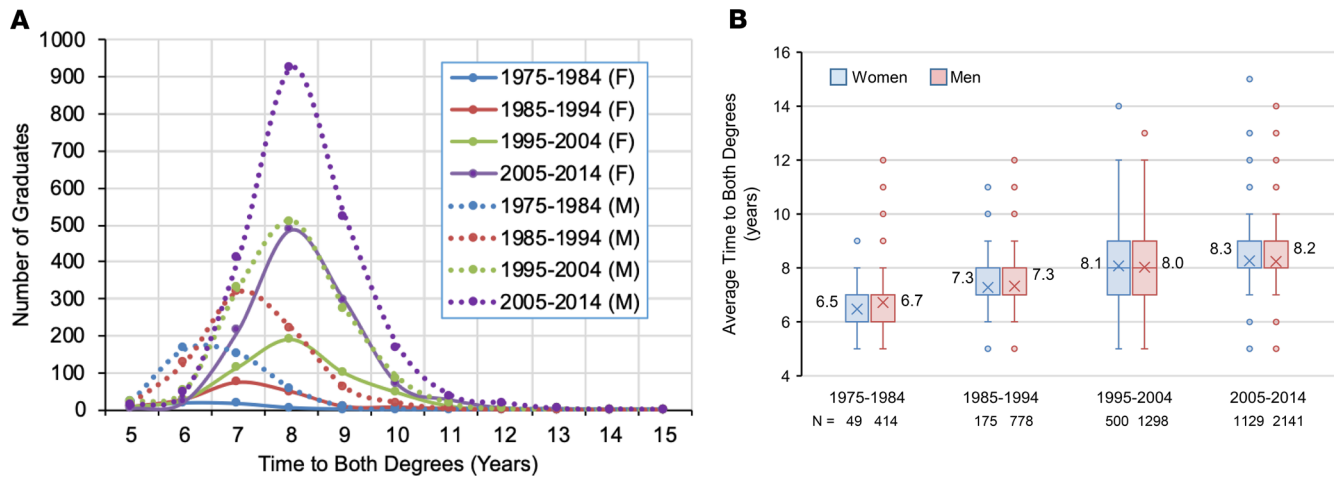 A
1000
900
800
700
600
500
400
300
200
100
0
Number of Graduates
1975-1984 (F)
1985-1994 (F)
1995-2004 (F)
2005-2014 (F)
1975-1984 (M)
1985-1994 (M)
1995-2004 (M)
2005-2014 (M)
5 6 7 8 9 10 11 12 13 14 15
Time to Both Degrees (Years)
B
16
14
12
10
8
6
4
Average Time to Both Degrees
(years)
Women Men
6.5 6.7
7.3 7.3
8.1 8.0
8.3 8.2
1975-1984 1985-1994 1995-2004 2005-2014
N = 49 414 175 778 500 1298 1129 2141